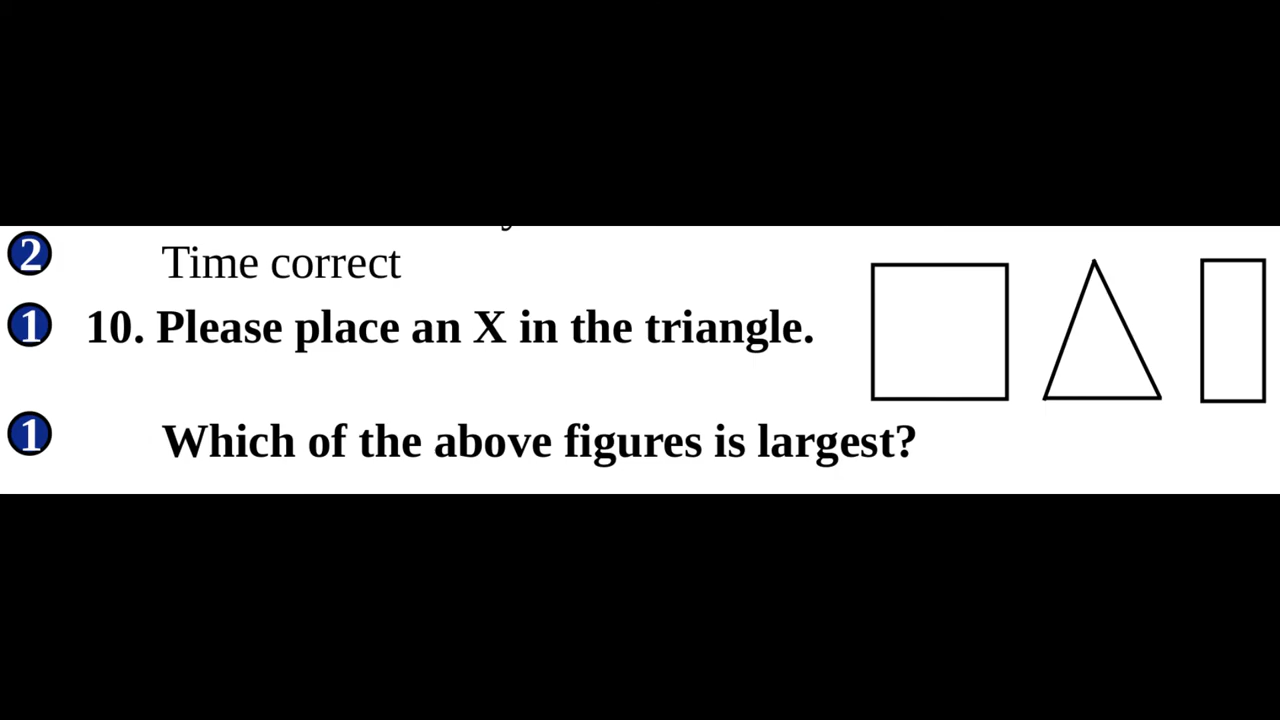 2 Time correct
1 10. Please place an X in the triangle.
1 Which of the above figures is largest?